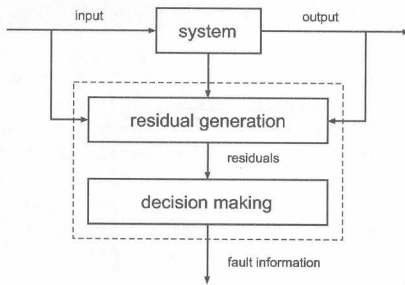 input
system
output
residual generation
residuals
decision making
fault information